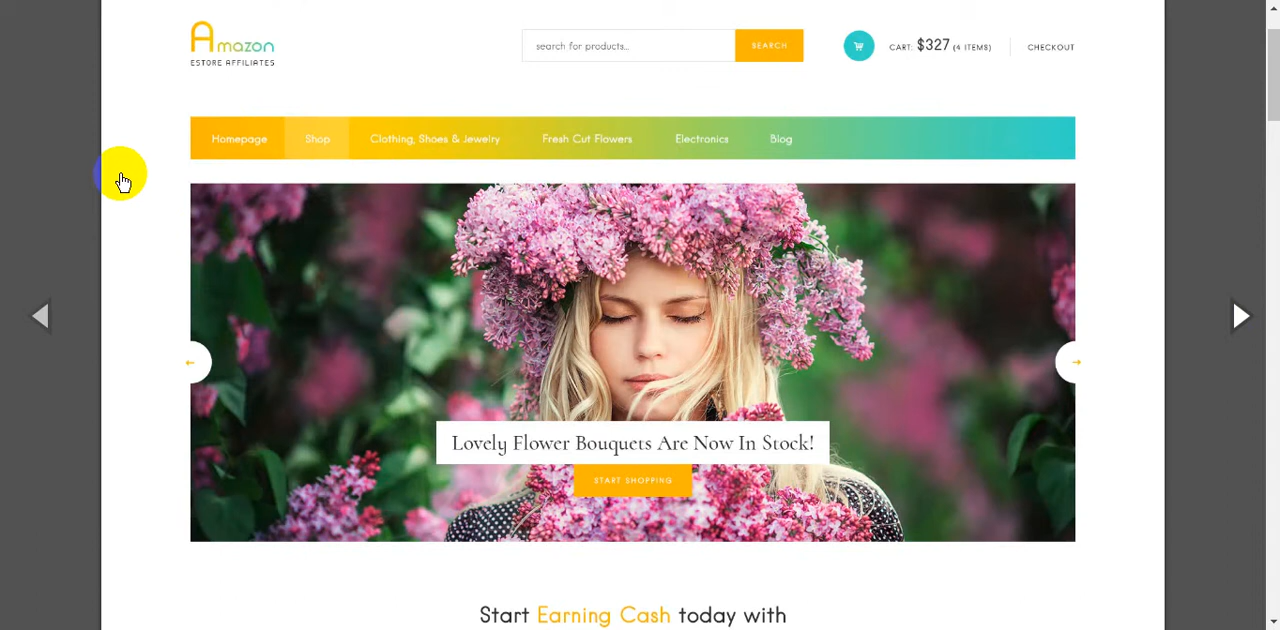 Amazon
ESTORE AFFILIATES
search for products...
SEARCH
CART: $327 (4 ITEMS)
CHECKOUT
Homepage
Shop
Clothing, Shoes & Jewelry
Fresh Cut Flowers
Electronics
Blog
Lovely Flower Bouquets Are Now In Stock!
START SHOPPING
Start Earning Cash today with